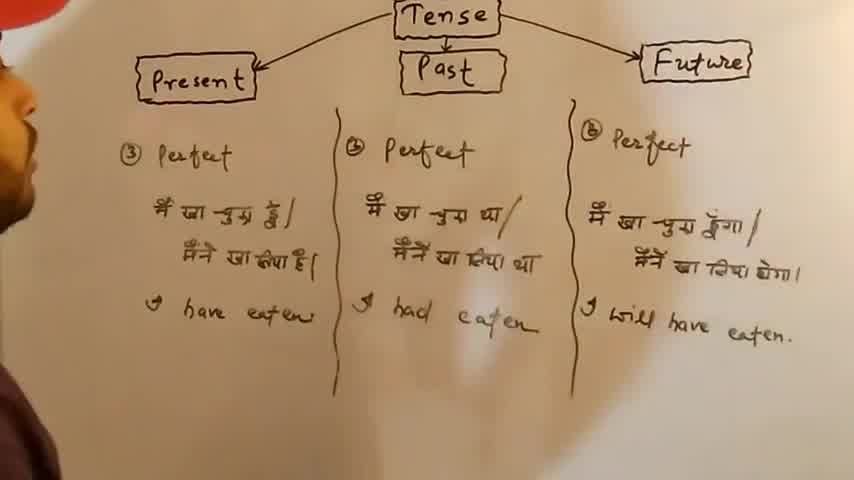 Tense
Present
Past
Future
③ Perfect
मैं खा चुका हूँ/
मैंने खा लिया है।
I have eaten.
③ Perfect
मैं खा चुका था/
मैंने खा लिया था
I had eaten
③ Perfect
मैं खा चुका हूँगा/
मैंने खा लिया होगा।
I will have eaten.